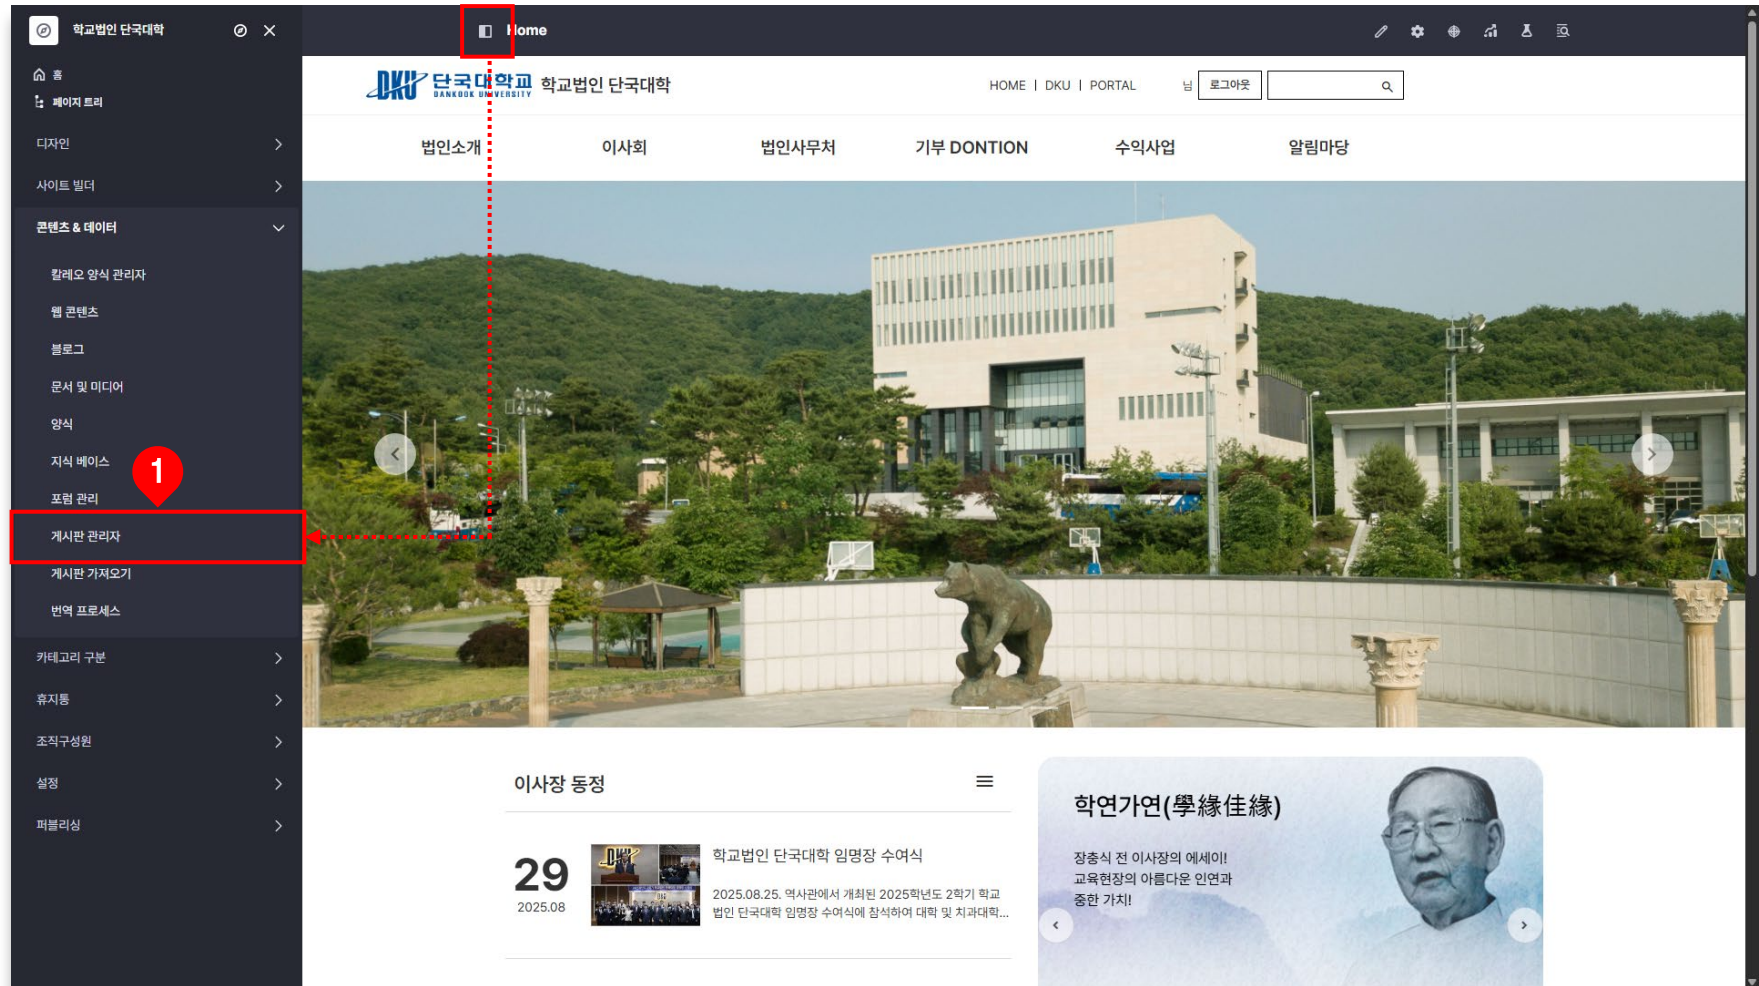 학교법인 단국대학
홈
페이지 트리
디자인
사이트 빌더
콘텐츠 & 데이터
칼레오 양식 관리자
웹 콘텐츠
블로그
문서 및 미디어
양식
지식 베이스
1
포럼 관리
게시판 관리자
게시판 가져오기
번역 프로세스
카테고리 구분
휴지통
조직구성원
설정
퍼블리싱
Home
DKU 단국대학교 학교법인 단국대학
DANKOOK UNIVERSITY
HOME | DKU | PORTAL 님 로그아웃
법인소개 이사회 법인사무처 기부 DONTION 수익사업 알림마당
이사장 동정
29
2025.08
학교법인 단국대학 임명장 수여식
2025.08.25. 역사관에서 개최된 2025학년도 2학기 학교
법인 단국대학 임명장 수여식에 참석하여 대학 및 치과대학...
학연가연(學緣佳緣)
장충식 전 이사장의 에세이!
교육현장의 아름다운 인연과
중한 가치!